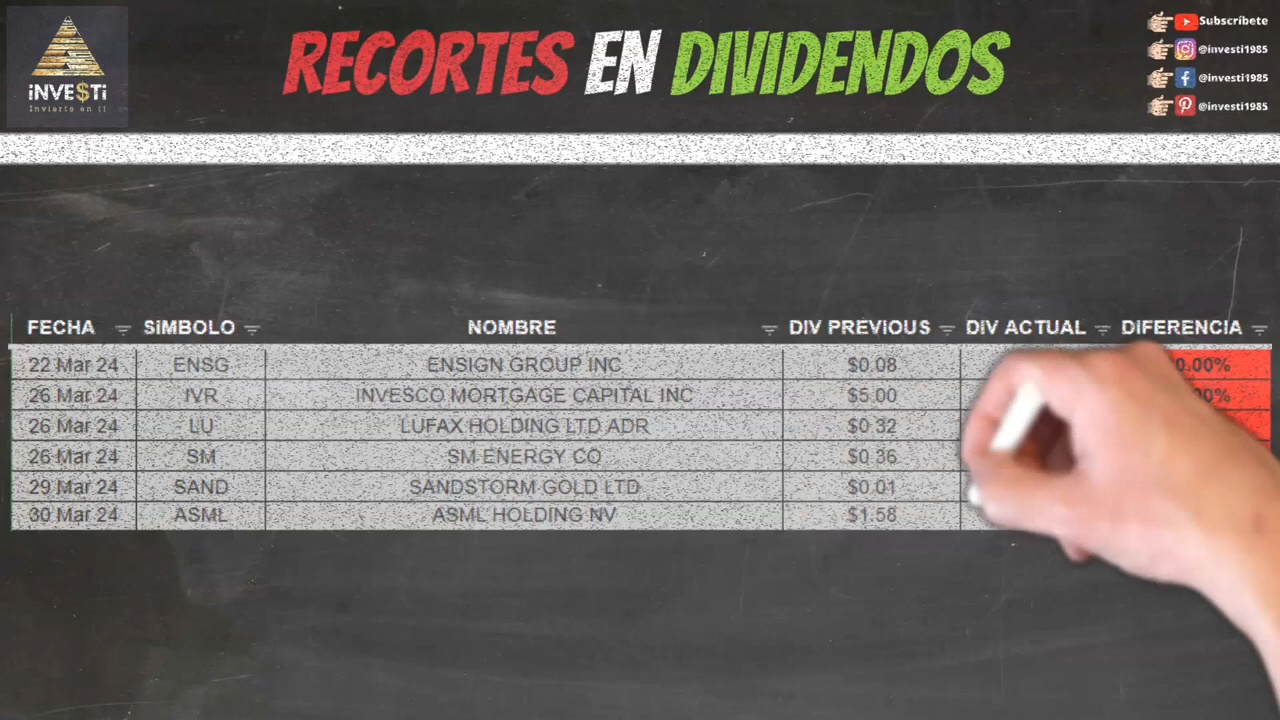 iNVE$Ti
Invierte en ti
RECORTES EN DIVIDENDOS
Subscríbete
@investi1985
@investi1985
@investi1985
FECHA SíMBOLO NOMBRE DIV PREViOUS DIV ACTUAL DIFERENCIA
22 Mar 24 ENSG ENSIGN GROUP INC $0.08
26 Mar 24 IVR INVESCO MORTGAGE CAPITAL INC $5.00
26 Mar 24 LU LUFAX HOLDING LTD ADR $0.32
26 Mar 24 SM SM ENERGY CO $0.36
29 Mar 24 SAND SANDSTORM GOLD LTD $0.01
30 Mar 24 ASML ASML HOLDING NV $1.58